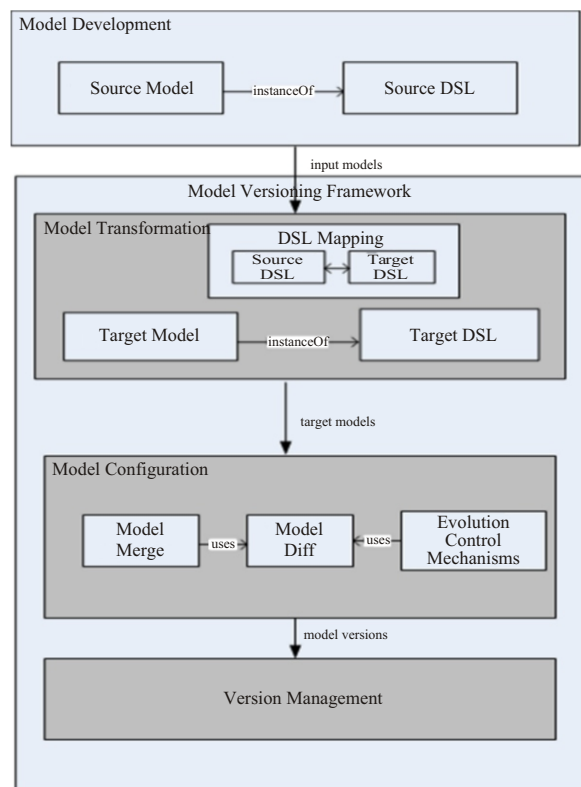 Model Development
Source Model
instanceOf
Source DSL
input models
Model Versioning Framework
Model Transformation
DSL Mapping
Source
DSL
Target
DSL
Target Model
instanceOf
Target DSL
target models
Model Configuration
Model
Merge
uses
Model
Diff
uses
Evolution
Control
Mechanisms
model versions
Version Management